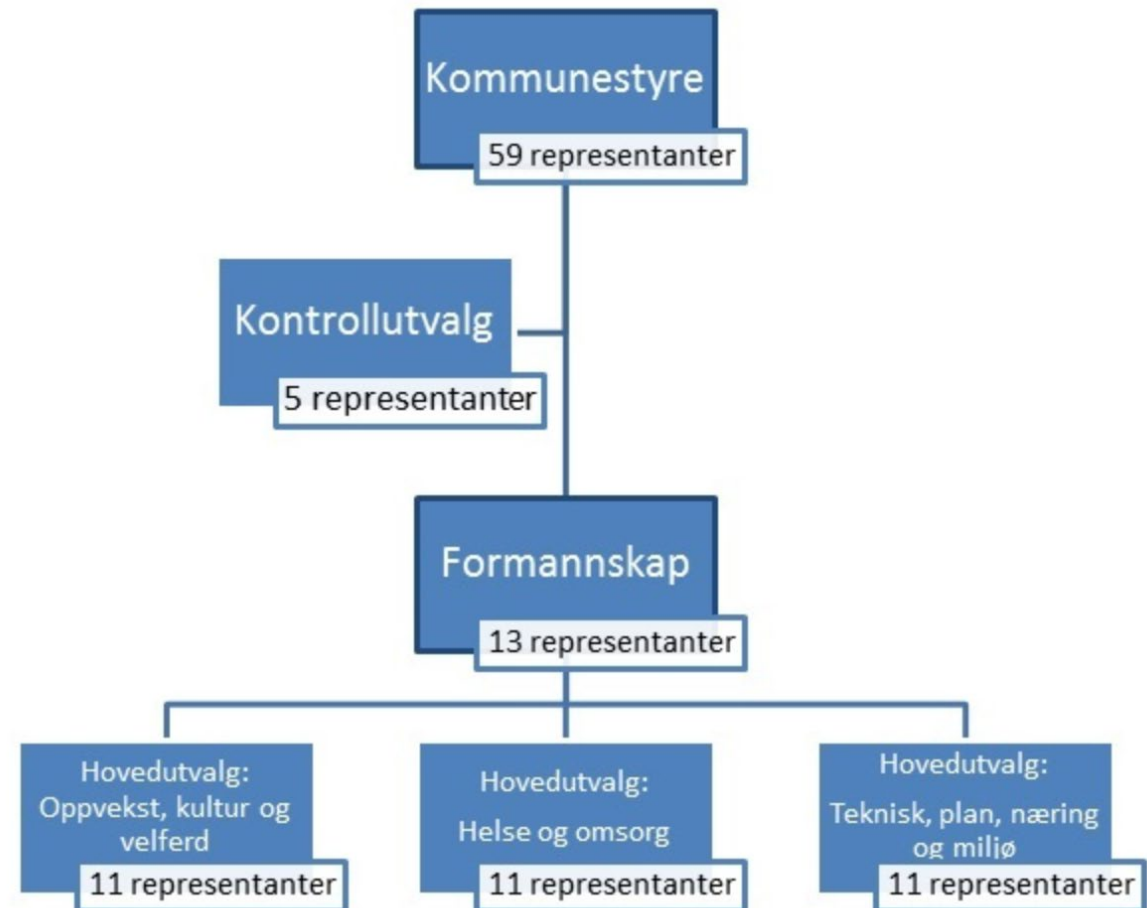 Kommunestyre
59 representanter
Kontrollutvalg
5 representanter
Formannskap
13 representanter
Hovedutvalg:
Oppvekst, kultur og
velferd
11 representanter
Hovedutvalg:
Helse og omsorg
11 representanter
Hovedutvalg:
Teknisk, plan, næring
og miljø
11 representanter